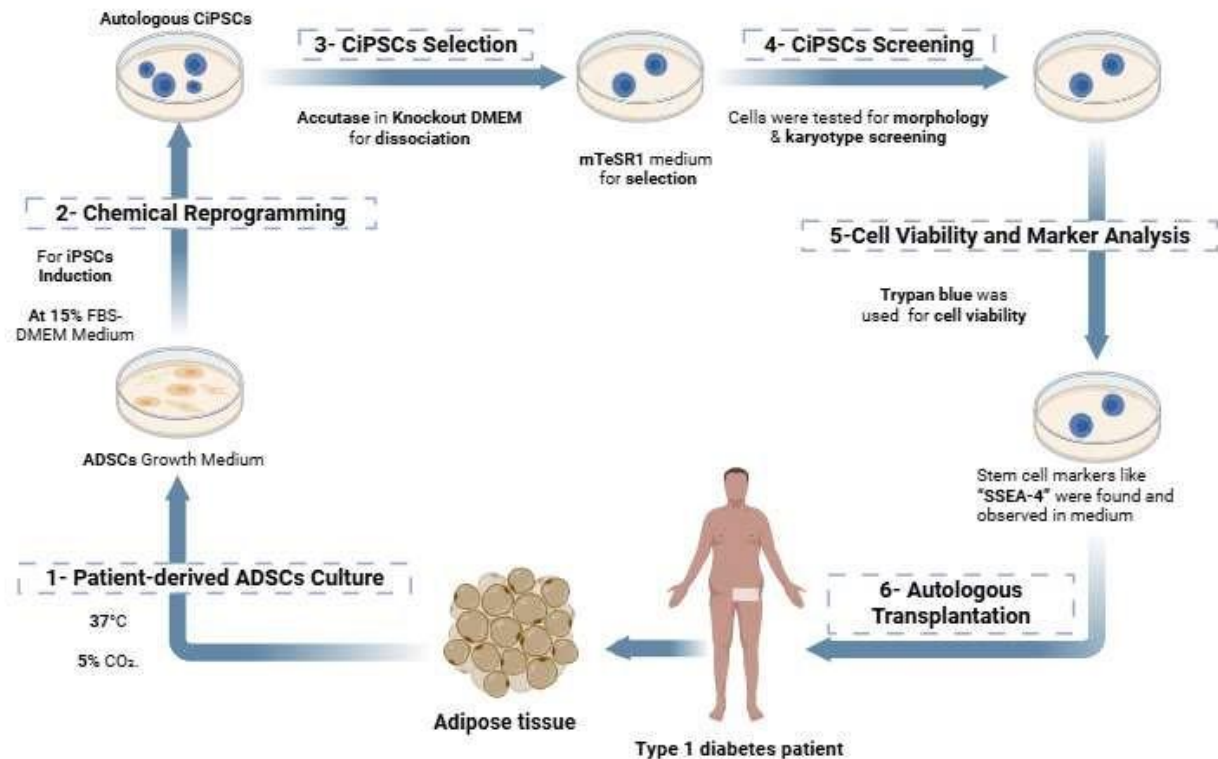 Autologous CiPSCs
3- CiPSCs Selection
Accutase in Knockout DMEM
for dissociation
mTeSR1 medium
for selection
4- CiPSCs Screening
Cells were tested for morphology
& karyotype screening
2- Chemical Reprogramming
For iPSCs
Induction
At 15% FBS-
DMEM Medium
5-Cell Viability and Marker Analysis
Trypan blue was
used for cell viability
ADSCs Growth Medium
Stem cell markers like
“SSEA-4” were found and
observed in medium
1- Patient-derived ADSCs Culture
37°C
5% CO₂.
6- Autologous
Transplantation
Adipose tissue
Type 1 diabetes patient